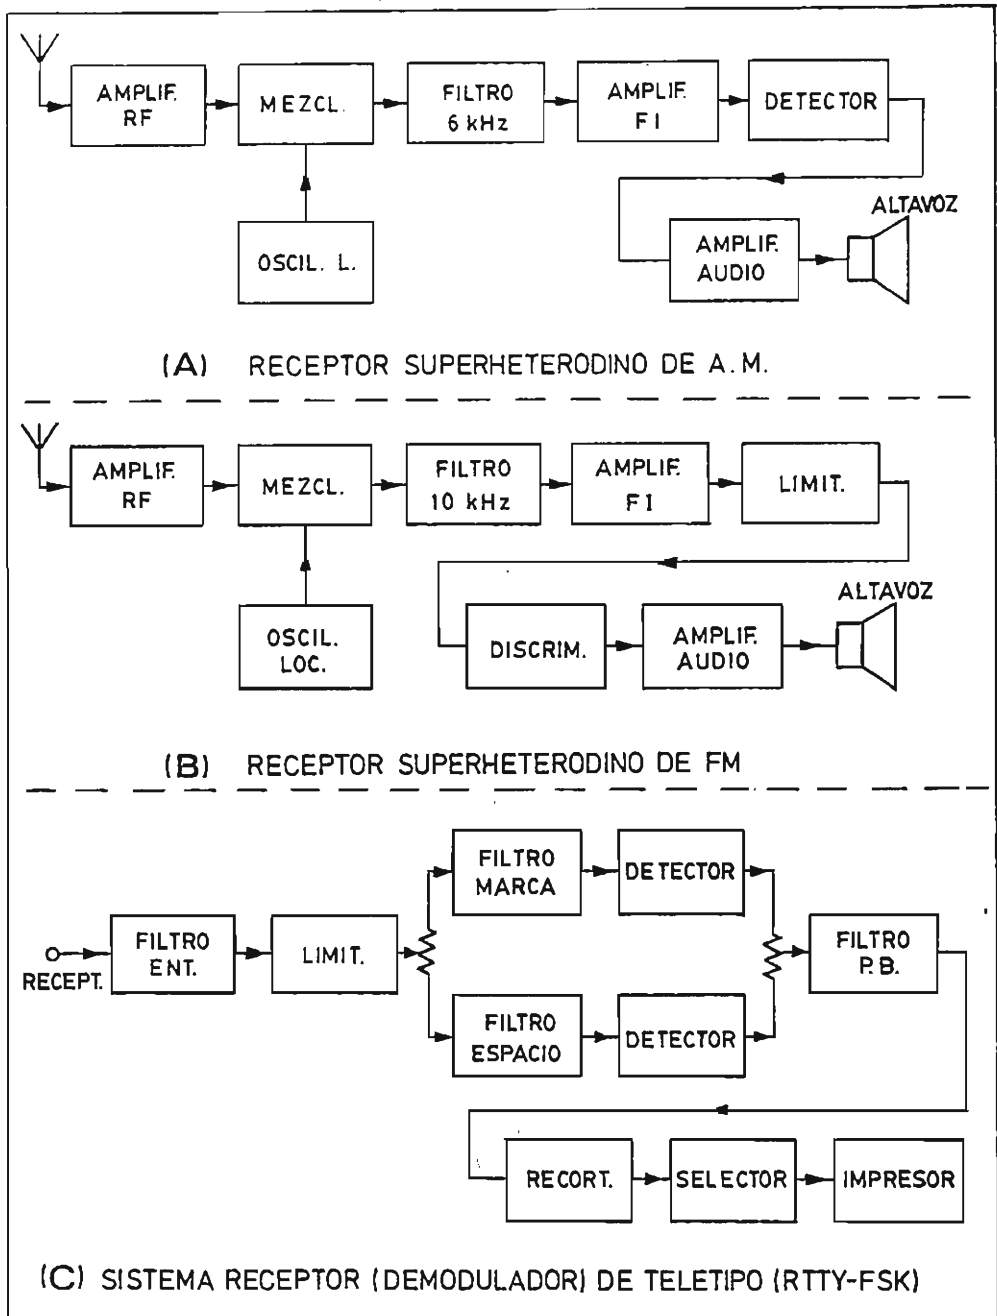 AMPLIF.
RF
MEZCL.
FILTRO
6 kHz
AMPLIF.
FI
DETECTOR
OSCIL. L.
AMPLIF.
AUDIO
ALTAVOZ
(A) RECEPTOR SUPERHETERODINO DE A.M.
AMPLIF.
RF
MEZCL.
FILTRO
10 kHz
AMPLIF.
FI
LIMIT.
OSCIL.
LOC.
DISCRIM.
AMPLIF.
AUDIO
ALTAVOZ
(B) RECEPTOR SUPERHETERODINO DE FM
RECEPT.
FILTRO
ENT.
LIMIT.
FILTRO
MARCA
DETECTOR
FILTRO
ESPACIO
DETECTOR
FILTRO
P.B.
RECORT.
SELECTOR
IMPRESOR
(C) SISTEMA RECEPTOR (DEMODULADOR) DE TELETIPO (RTTY-FSK)